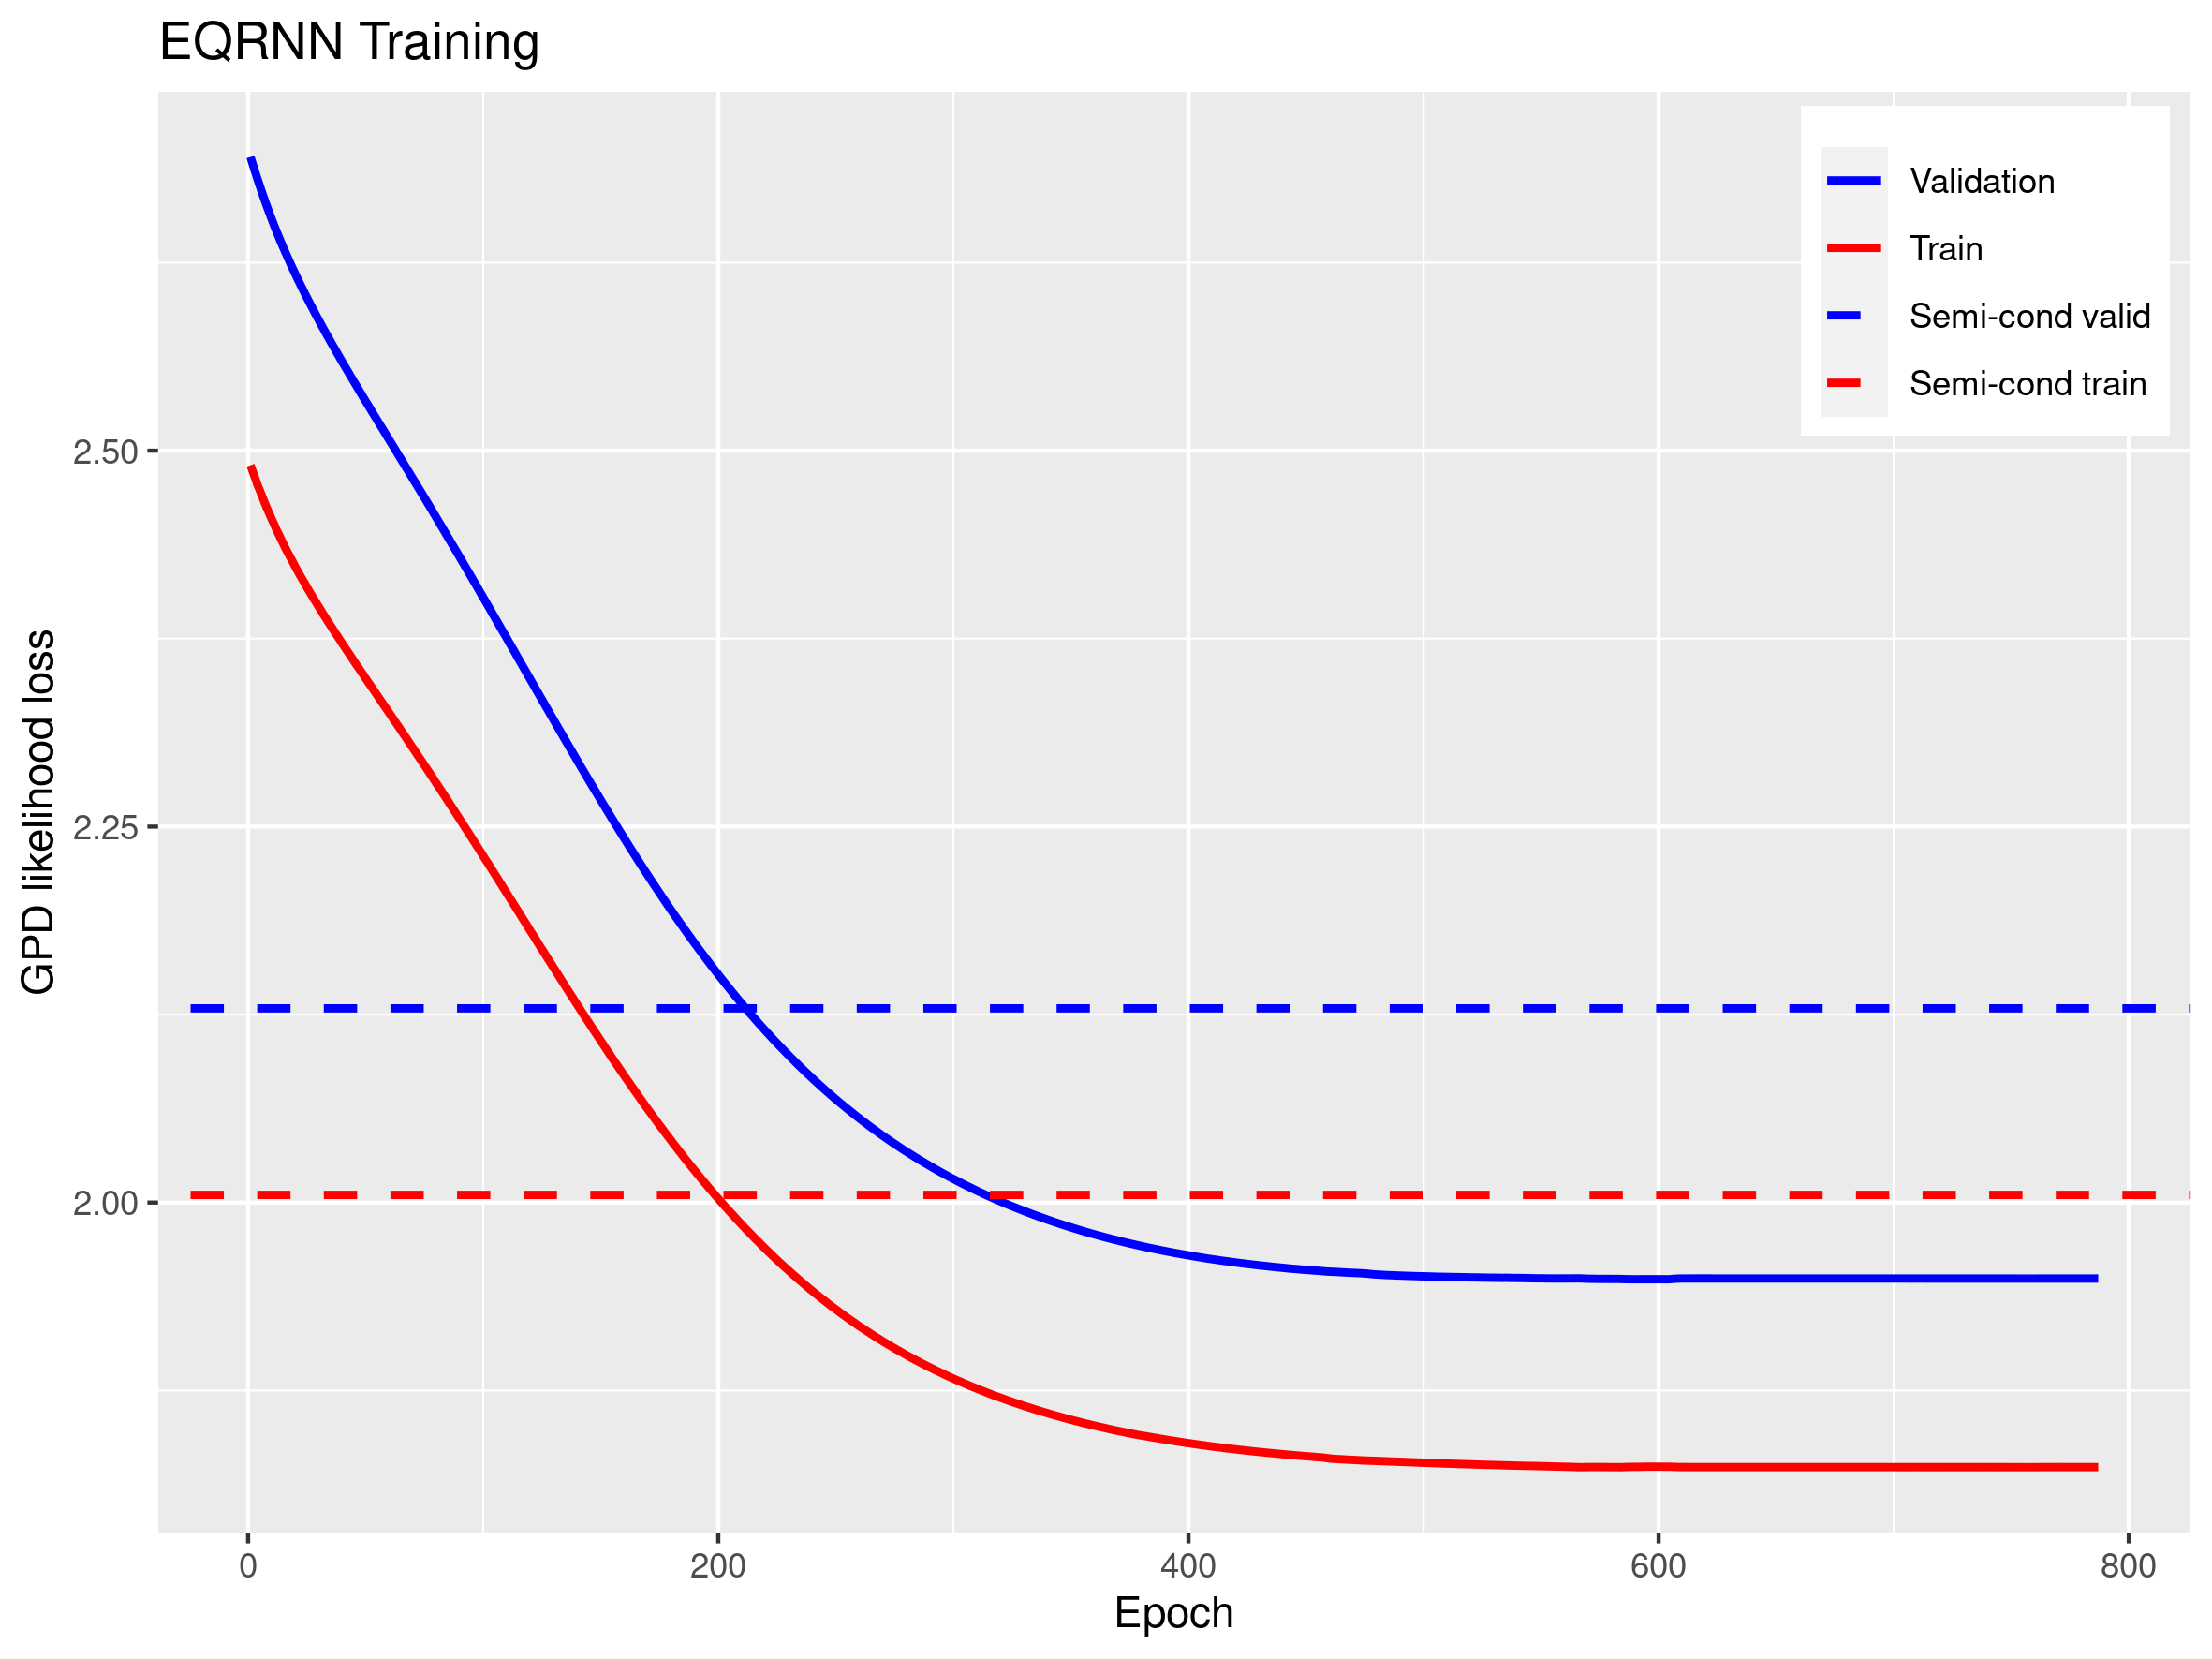 EQRNN Training
Validation
Train
Semi-cond valid
Semi-cond train
GPD likelihood loss
2.50
2.25
2.00
0 200 400 600 800
Epoch